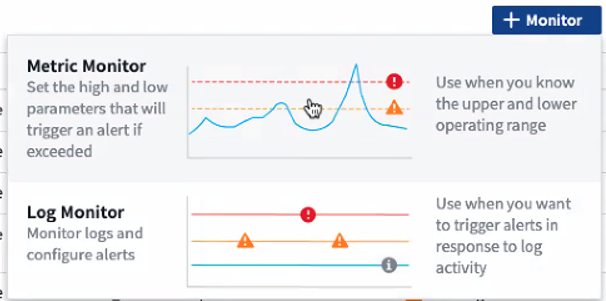 + Monitor
Metric Monitor
Set the high and low
parameters that will
trigger an alert if
exceeded
Use when you know
the upper and lower
operating range
Log Monitor
Monitor logs and
configure alerts
Use when you want
to trigger alerts in
response to log
activity